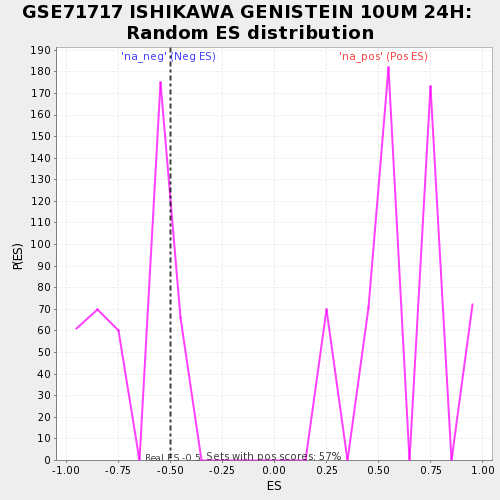 GSE71717 ISHIKAWA GENISTEIN 10UM 24H:
Random ES distribution
'na_neg' (Neg ES) 'na_pos' (Pos ES)
190
180
170
160
150
140
130
120
110
100
90
80
70
60
50
40
30
20
10
0
P(ES)
Real ES -0.5 Sets with pos scores: 57%
-1.00 -0.75 -0.50 -0.25 0.00 0.25 0.50 0.75 1.00
ES